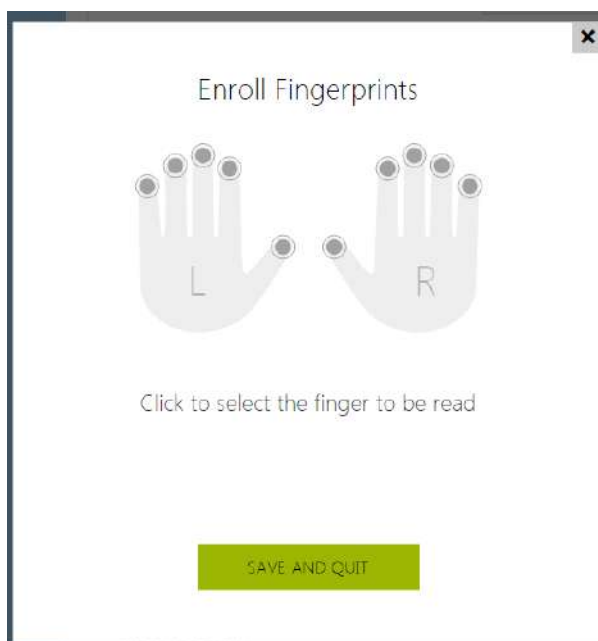 Enroll Fingerprints
L R
Click to select the finger to be read
SAVE AND QUIT